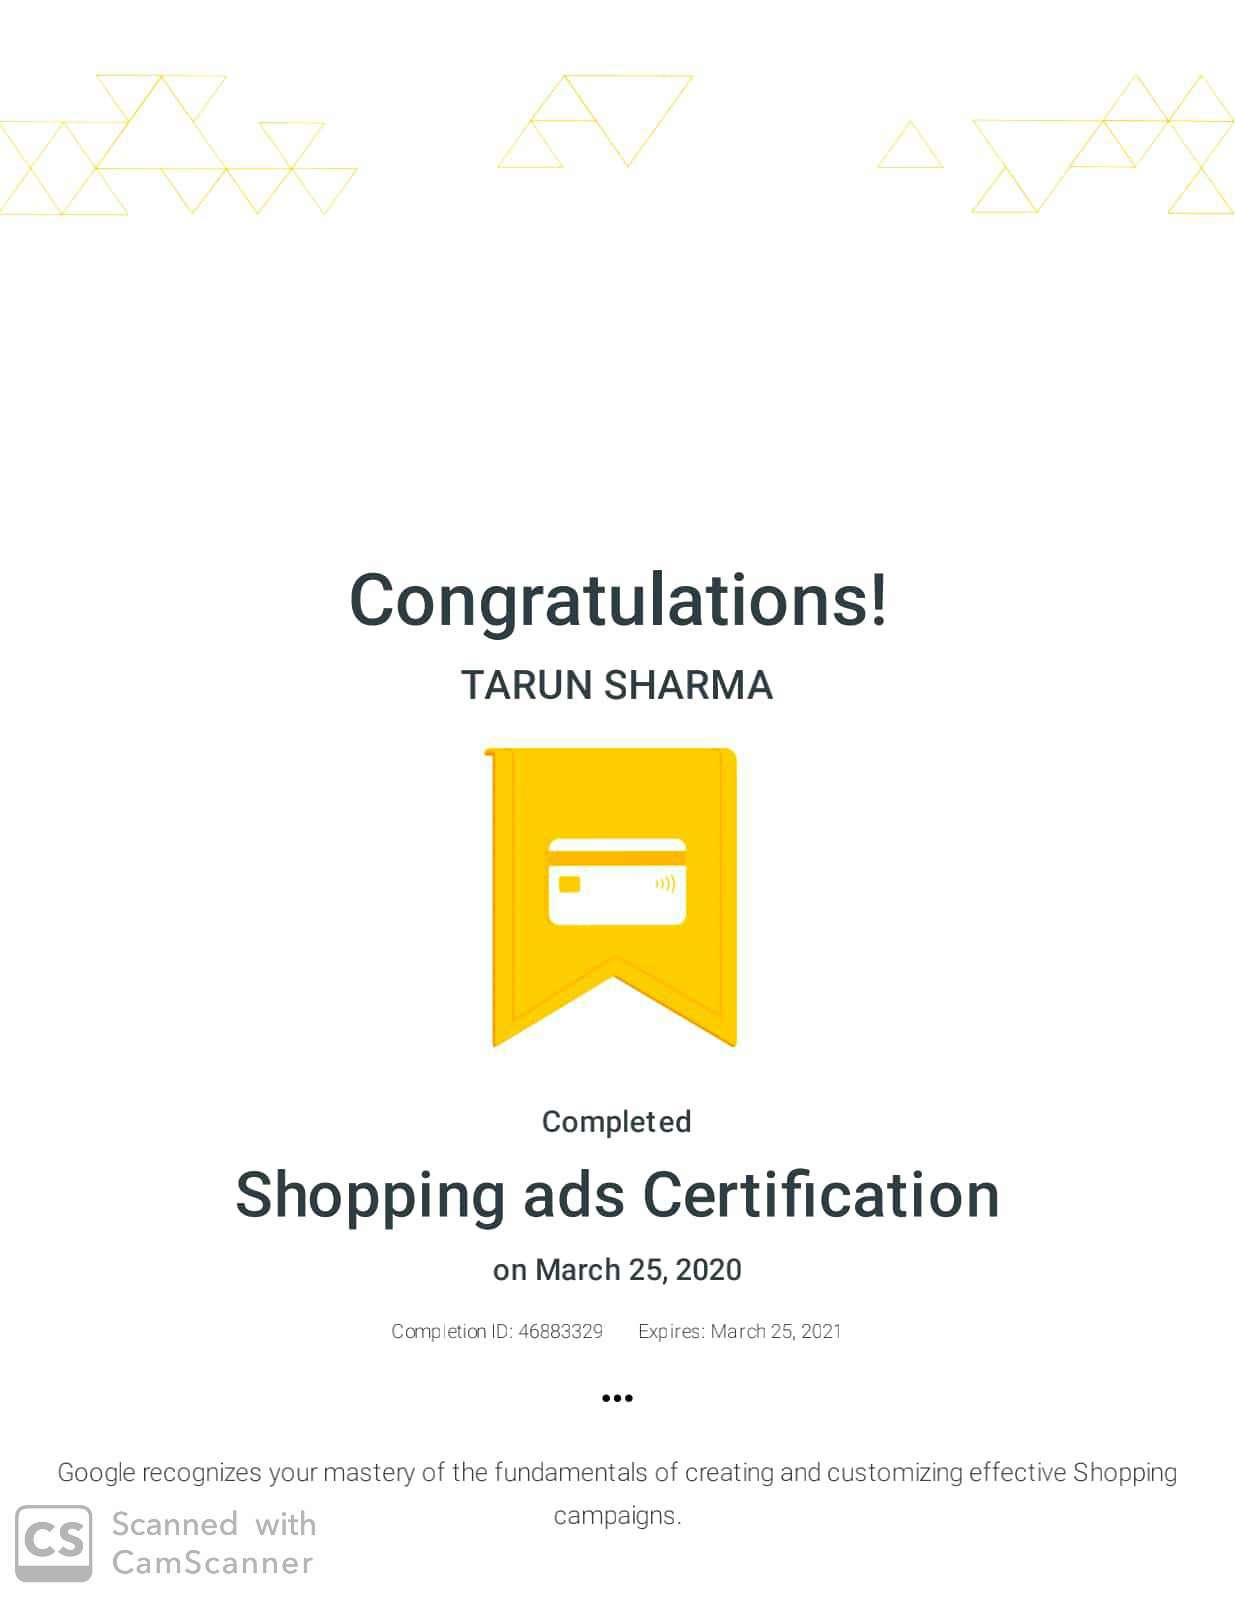 Congratulations!
TARUN SHARMA
Completed
Shopping ads Certification
on March 25, 2020
Completion ID: 46883329 Expires: March 25, 2021
•••
Google recognizes your mastery of the fundamentals of creating and customizing effective Shopping
campaigns.
CS Scanned with
CamScanner